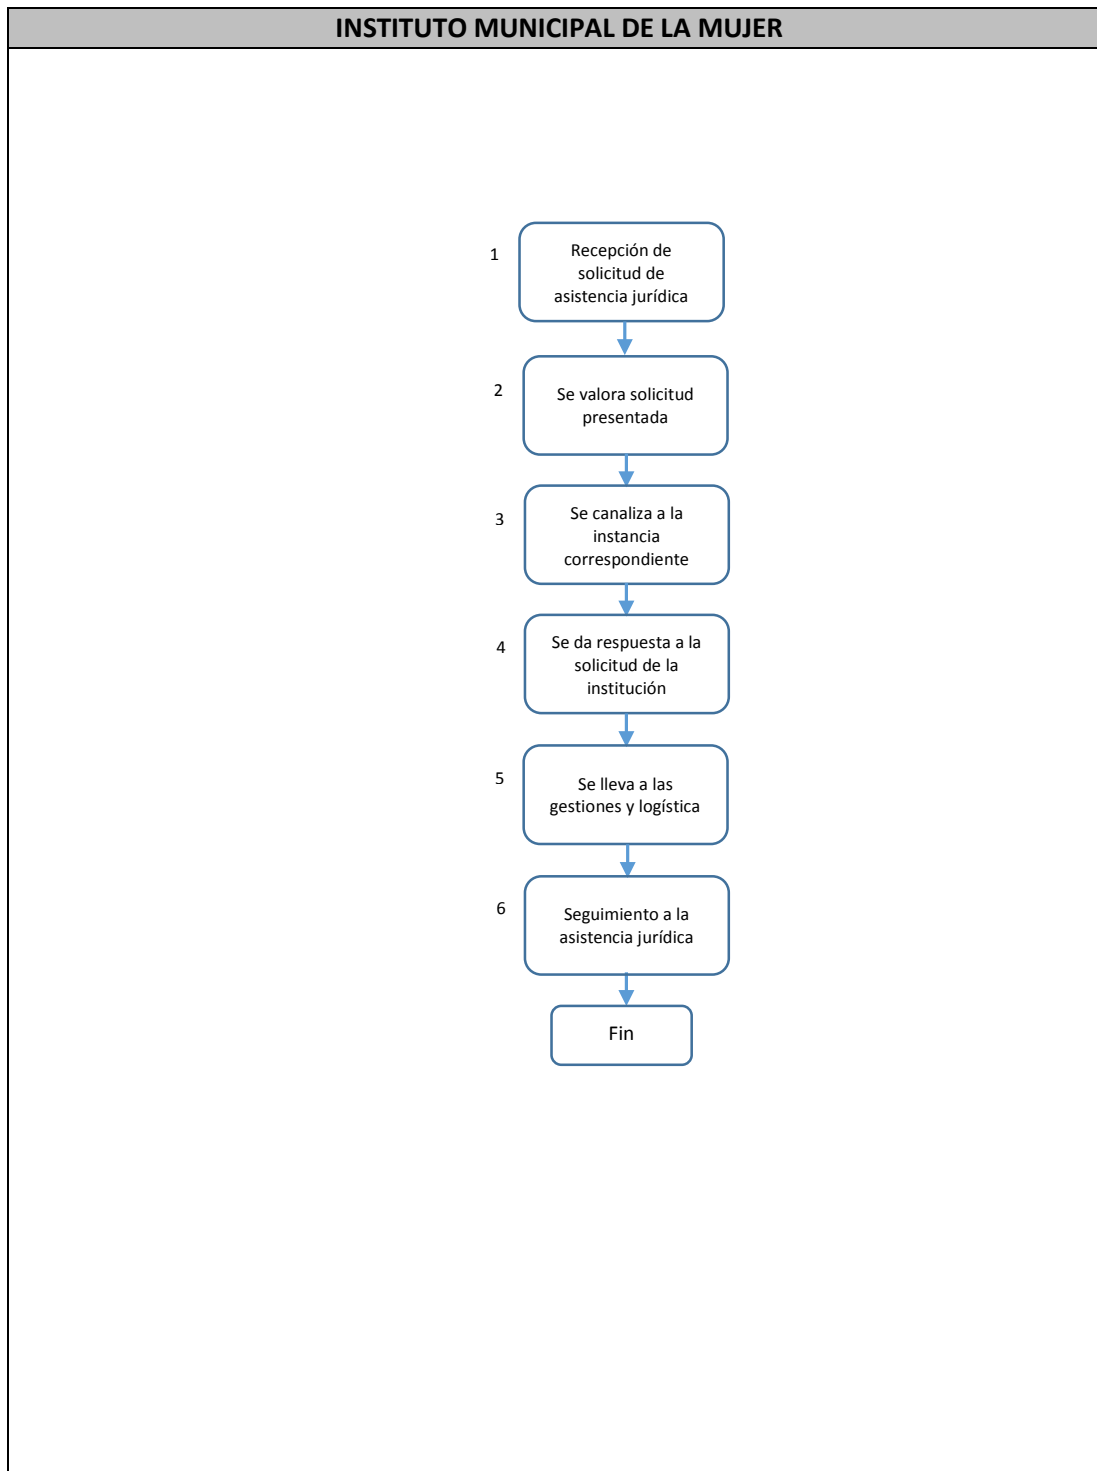 INSTITUTO MUNICIPAL DE LA MUJER
1
Recepción de
solicitud de
asistencia jurídica
2
Se valora solicitud
presentada
3
Se canaliza a la
instancia
correspondiente
4
Se da respuesta a la
solicitud de la
institución
5
Se lleva a las
gestiones y logística
6
Seguimiento a la
asistencia jurídica
Fin